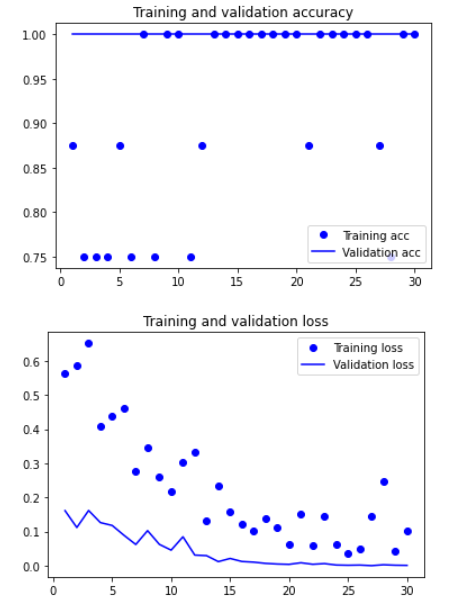 Training and validation accuracy
1.00
0.95
0.90
0.85
0.80
0.75
Training acc
Validation acc
0 5 10 15 20 25 30
Training and validation loss
Training loss
Validation loss
0.6
0.5
0.4
0.3
0.2
0.1
0.0
0 5 10 15 20 25 30